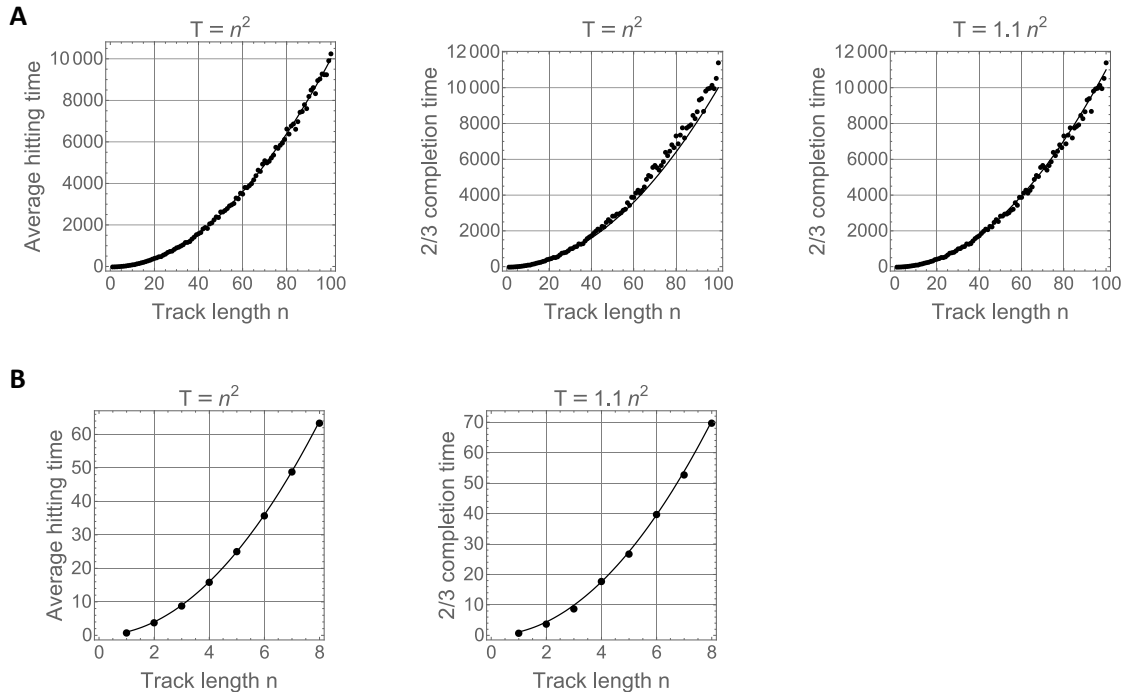 A
T = n²
T = n²
T = 1.1 n²
Average hitting time
10 000
8000
6000
4000
2000
0
0 20 40 60 80 100
Track length n
2/3 completion time
12 000
10 000
8000
6000
4000
2000
0
0 20 40 60 80 100
Track length n
2/3 completion time
12 000
10 000
8000
6000
4000
2000
0
0 20 40 60 80 100
Track length n
B
T = n²
T = 1.1 n²
Average hitting time
60
50
40
30
20
10
0
0 2 4 6 8
Track length n
2/3 completion time
70
60
50
40
30
20
10
0
0 2 4 6 8
Track length n